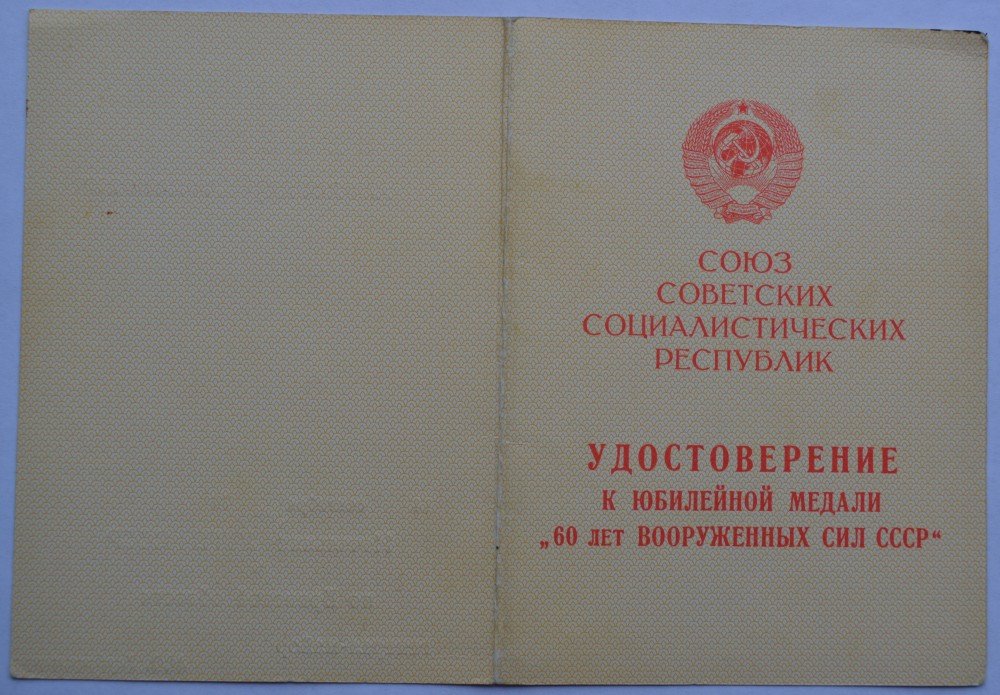 СОЮЗ
СОВЕТСКИХ
СОЦИАЛИСТИЧЕСКИХ
РЕСПУБЛИК
УДОСТОВЕРЕНИЕ
К ЮБИЛЕЙНОЙ МЕДАЛИ
„60 ЛЕТ ВООРУЖЕННЫХ СИЛ СССР“